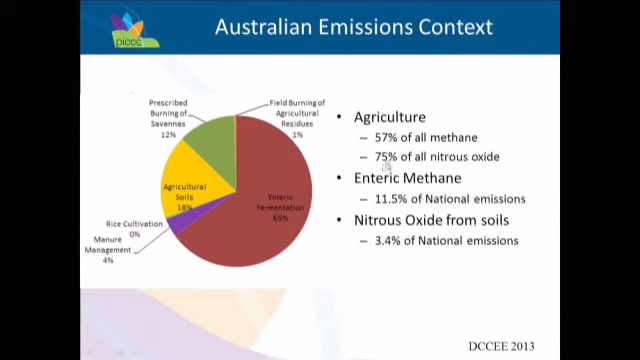 piccc
Australian Emissions Context
Prescribed
Burning of
Savannas
12%
Field Burning of
Agricultural
Residues
1%
Agricultural
Soils
18%
Enteric
Fermentation
65%
Rice Cultivation
0%
Manure
Management
4%
• Agriculture
– 57% of all methane
– 75% of all nitrous oxide
• Enteric Methane
– 11.5% of National emissions
• Nitrous Oxide from soils
– 3.4% of National emissions
DCCEE 2013